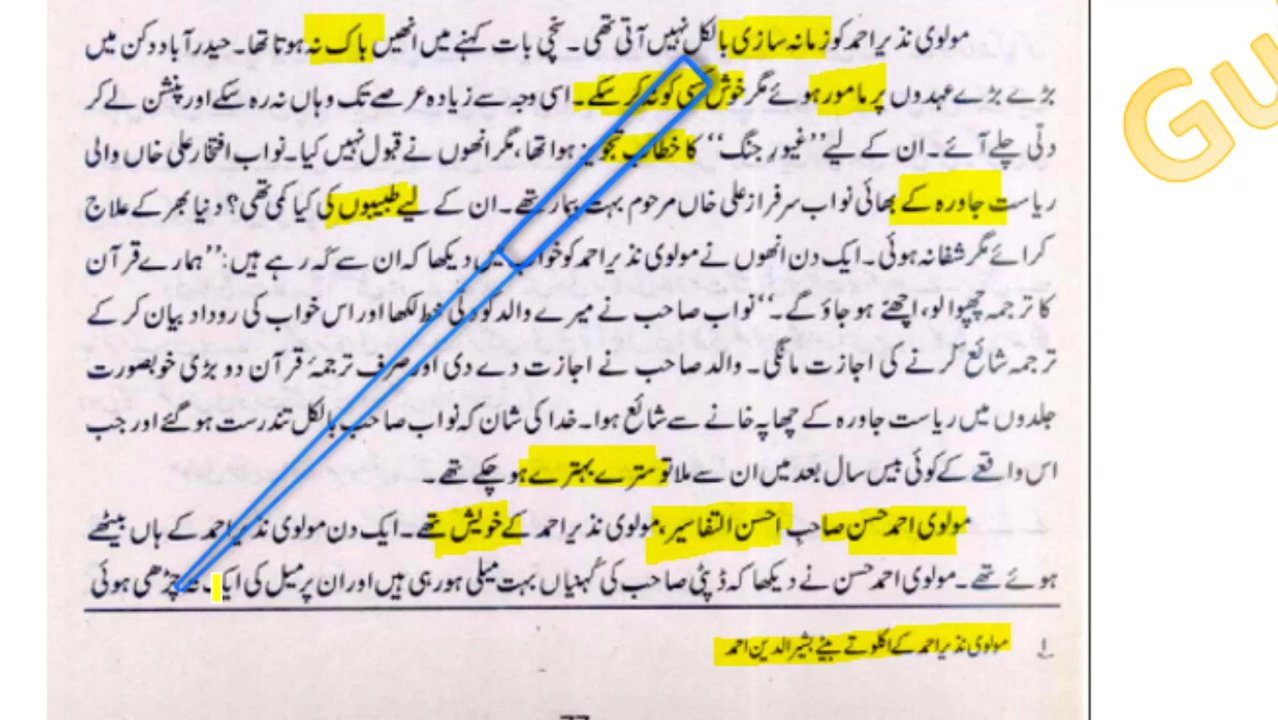 مولوی نذیر احمد کو زمانہ سازی بالکل نہیں آتی تھی۔ سچّی بات کہنے میں انھیں باک نہ ہوتا تھا۔ حیدر آباد دکن میں
بڑے بڑے عہدوں پر مامور ہوئے مگر خوش کسی کو نہ کر سکے۔ اسی وجہ سے زیادہ عرصے تک وہاں نہ رہ سکے اور پنشن لے کر
دلّی چلے آئے۔ ان کے لیے ”غیور جنگ“ کا خطاب تجویز ہوا تھا، مگر انھوں نے قبول نہیں کیا۔ نواب افتخار علی خاں والی
ریاست جاورہ کے بھائی نواب سرفراز علی خاں مرحوم بہت بیمار تھے۔ ان کے لیے طبیبوں کی کیا کمی تھی؟ دنیا بھر کے علاج
کرائے مگر شفا نہ ہوئی۔ ایک دن انھوں نے مولوی نذیر احمد کو خواب میں دیکھا کہ ان سے کہہ رہے ہیں: ”ہمارے قرآن
کا ترجمہ چھپوا لو، اچھے ہو جاؤ گے۔“ نواب صاحب نے میرے والد کو دلّی خط لکھا اور اس خواب کی روداد بیان کر کے
ترجمہ شائع کرنے کی اجازت مانگی۔ والد صاحب نے اجازت دے دی اور صرف ترجمۂ قرآن دو بڑی خوبصورت
جلدوں میں ریاست جاورہ کے چھاپہ خانے سے شائع ہوا۔ خدا کی شان کہ نواب صاحب بالکل تندرست ہو گئے اور جب
اس واقعے کے کوئی بیس سال بعد میں ان سے ملا تو سترے بہترے ہو چکے تھے۔
مولوی احمد حسن صاحبِ احسن التفاسیر، مولوی نذیر احمد کے خویش تھے۔ ایک دن مولوی نذیر احمد کے ہاں بیٹھے
ہوئے تھے۔ مولوی احمد حسن نے دیکھا کہ ڈپٹی صاحب کی کہنیاں بہت میلی ہو رہی ہیں اور ان پر میل کی ایک چڑھی ہوئی
۱ مولوی نذیر احمد کے اکلوتے بیٹے بشیر الدین احمد
Gu